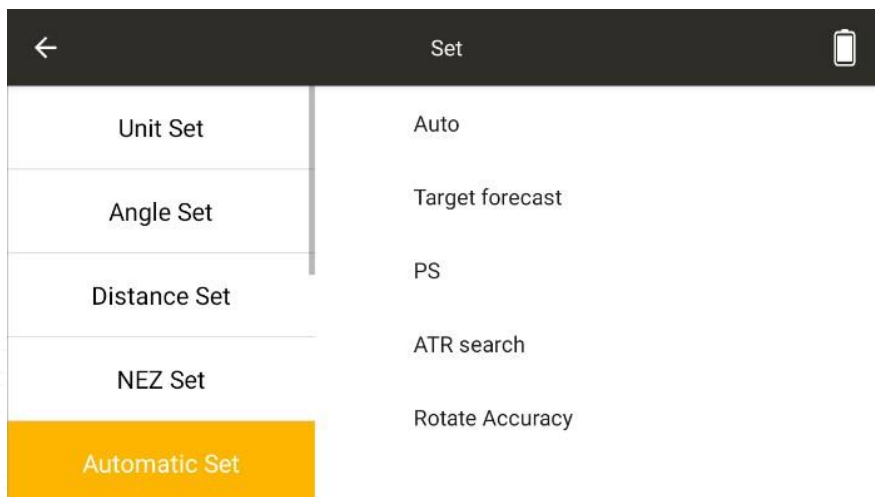 Set
Unit Set
Angle Set
Distance Set
NEZ Set
Automatic Set
Auto
Target forecast
PS
ATR search
Rotate Accuracy